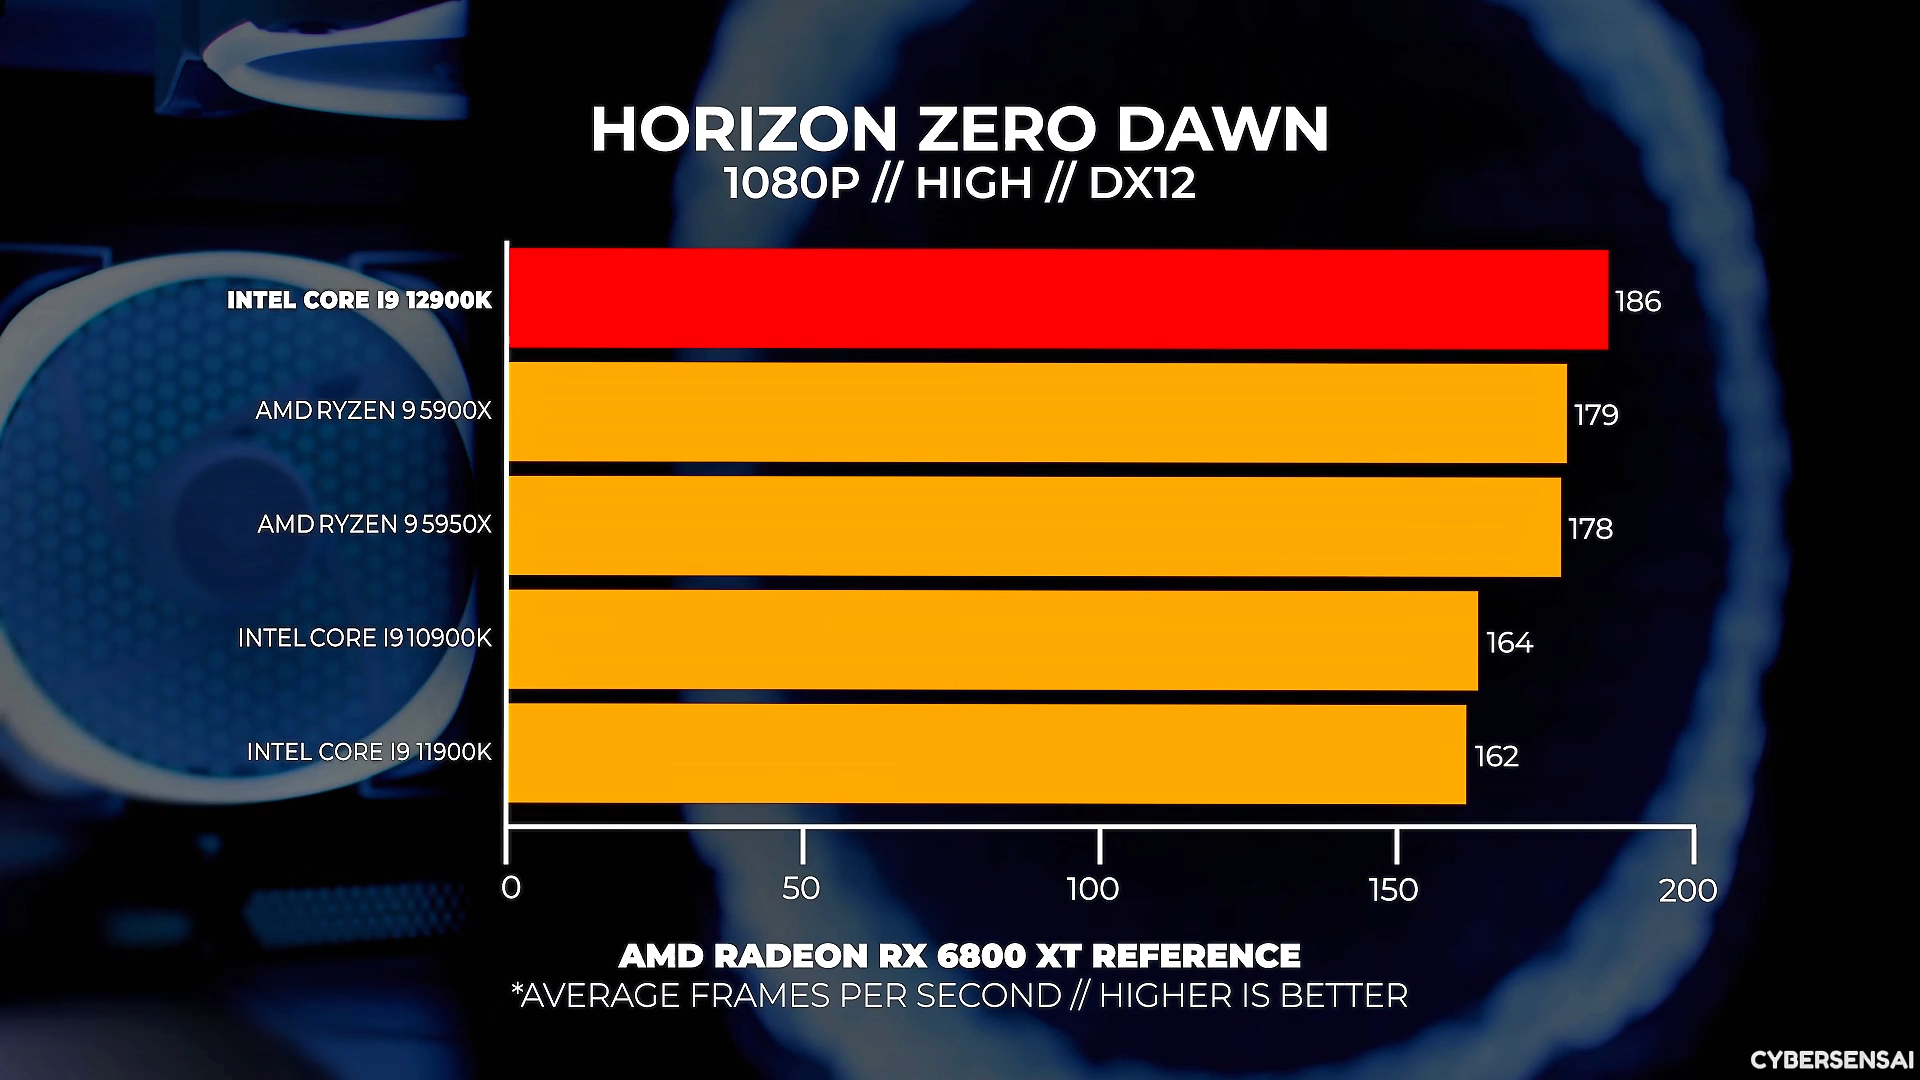 HORIZON ZERO DAWN
1080P // HIGH // DX12
INTEL CORE I9 12900K 186
AMD RYZEN 9 5900X 179
AMD RYZEN 9 5950X 178
INTEL CORE I9 10900K 164
INTEL CORE I9 11900K 162
0 50 100 150 200
AMD RADEON RX 6800 XT REFERENCE
*AVERAGE FRAMES PER SECOND // HIGHER IS BETTER
CYBERSENSAI